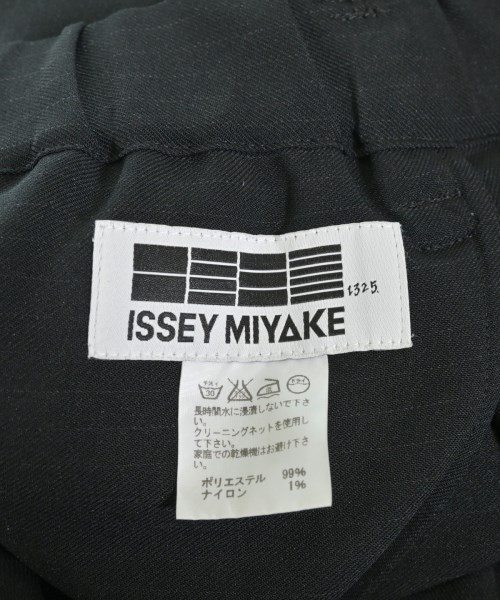 132 5.
ISSEY MIYAKE
30
長時間水に浸漬しないで下さ
い。
クリーニングネットを使用し
て下さい。
家庭での乾燥機はお避け下さ
い。
ポリエステル 99%
ナイロン 1%